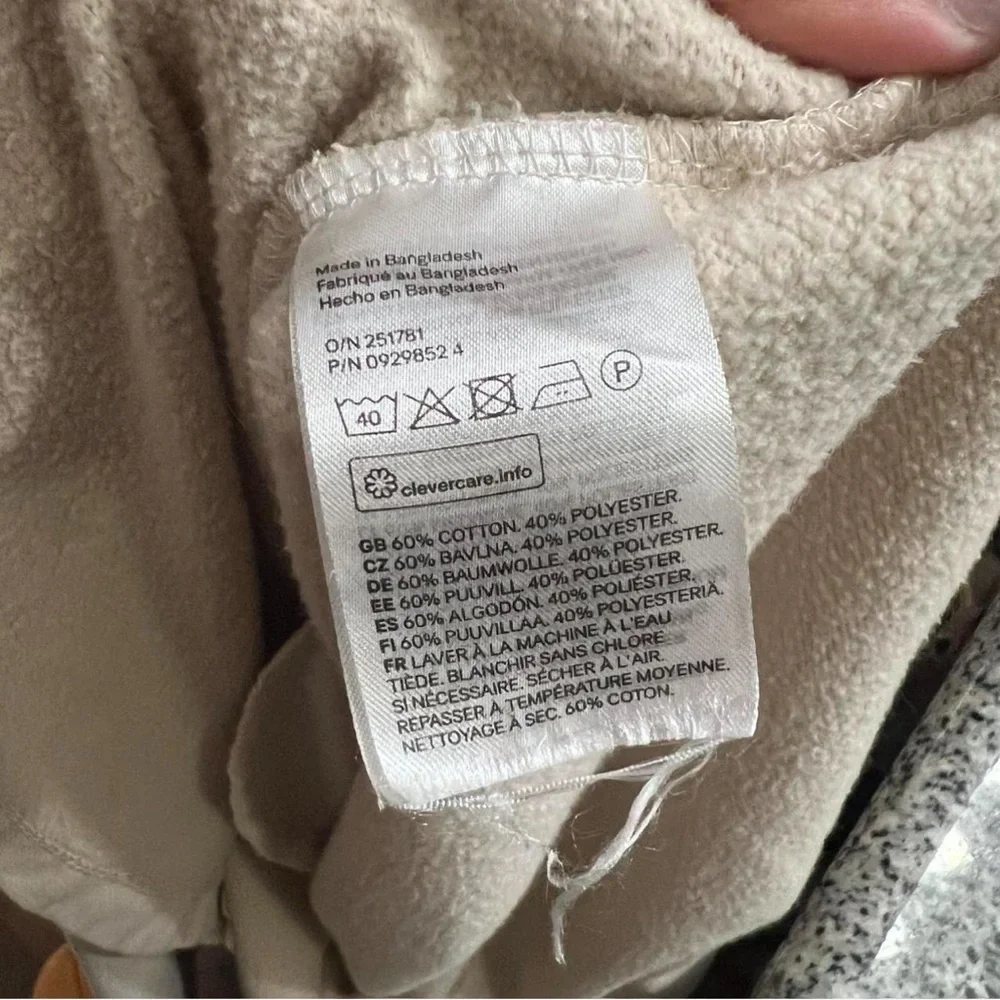 Made in Bangladesh
Fabriqué au Bangladesh
Hecho en Bangladesh
O/N 251781
P/N 0929852 4
40 P
clevercare.info
GB 60% COTTON. 40% POLYESTER.
CZ 60% BAVLNA. 40% POLYESTER.
DE 60% BAUMWOLLE. 40% POLYESTER.
EE 60% PUUVILL. 40% POLÜESTER.
ES 60% ALGODÓN. 40% POLIÉSTER.
FI 60% PUUVILLAA. 40% POLYESTERIÄ.
FR LAVER À LA MACHINE À L'EAU
TIÈDE. BLANCHIR SANS CHLORE
SI NÉCESSAIRE. SÉCHER À L'AIR.
REPASSER À TEMPÉRATURE MOYENNE.
NETTOYAGE À SEC. 60% COTON.